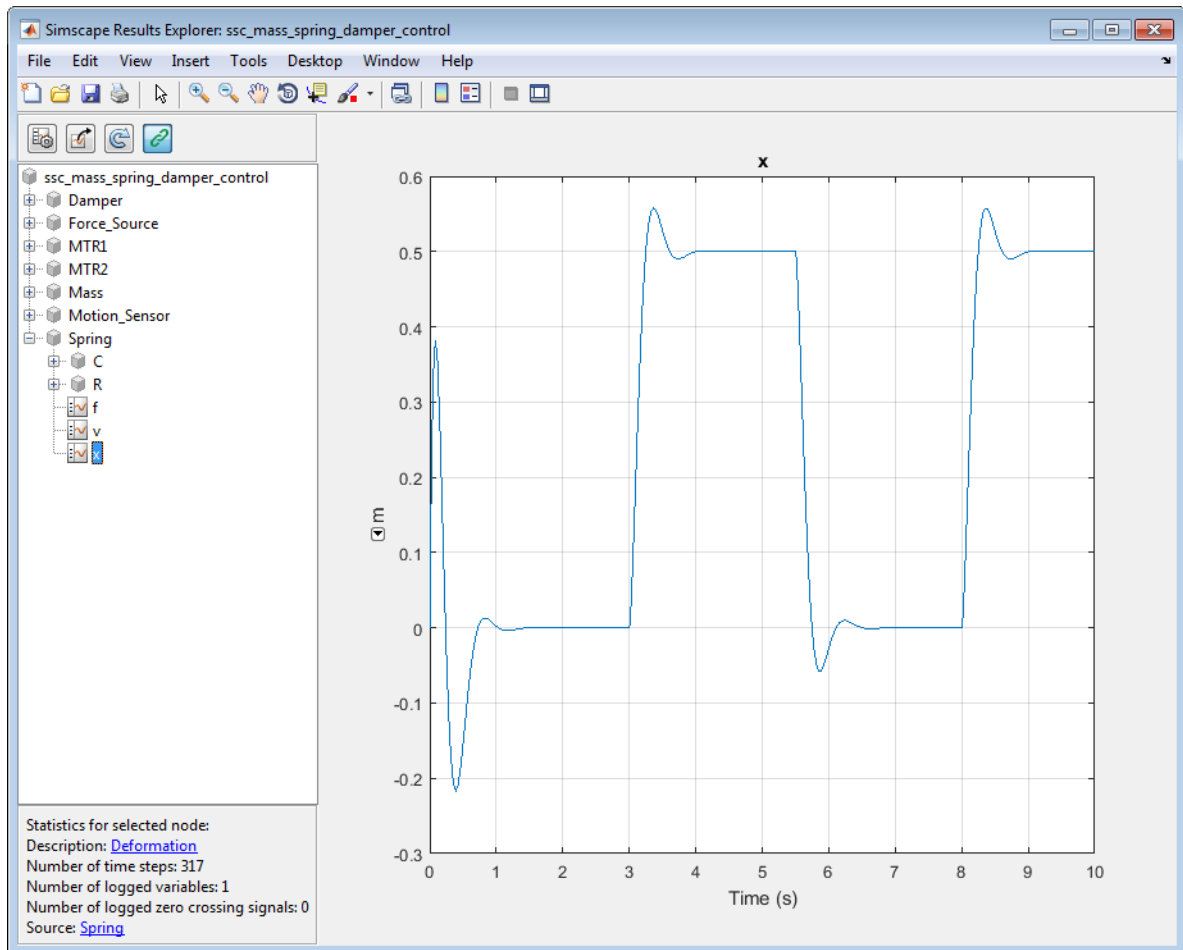 Simscape Results Explorer: ssc_mass_spring_damper_control
File Edit View Insert Tools Desktop Window Help
ssc_mass_spring_damper_control
Damper
Force_Source
MTR1
MTR2
Mass
Motion_Sensor
Spring
C
R
f
v
x
Statistics for selected node:
Description: Deformation
Number of time steps: 317
Number of logged variables: 1
Number of logged zero crossing signals: 0
Source: Spring
x
0.6
0.5
0.4
0.3
0.2
0.1
0
-0.1
-0.2
-0.3
m
0 1 2 3 4 5 6 7 8 9 10
Time (s)